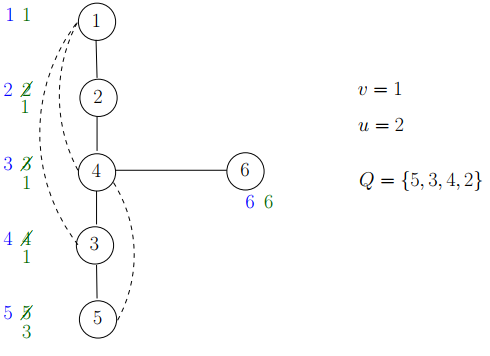 1 1 1
2 2 2
1
v = 1
u = 2
3 3 4 6
1
6 6
Q = {5, 3, 4, 2}
4 4 3
1
5 5 5
3